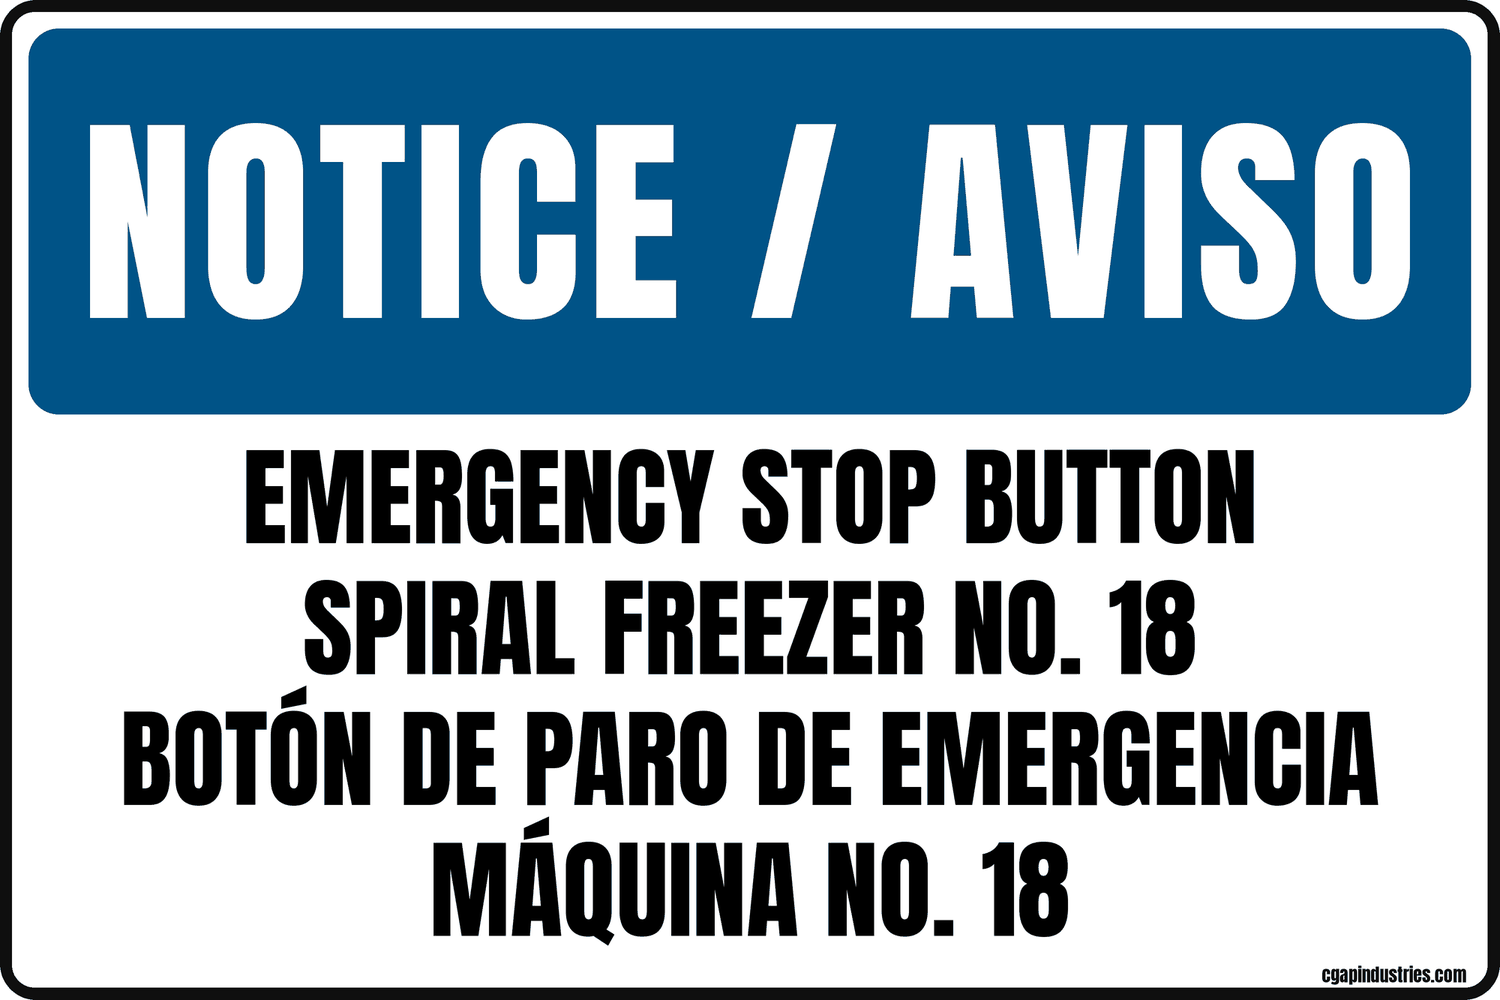 NOTICE / AVISO
EMERGENCY STOP BUTTON
SPIRAL FREEZER NO. 18
BOTÓN DE PARO DE EMERGENCIA
MÁQUINA NO. 18
cgapindustries.com